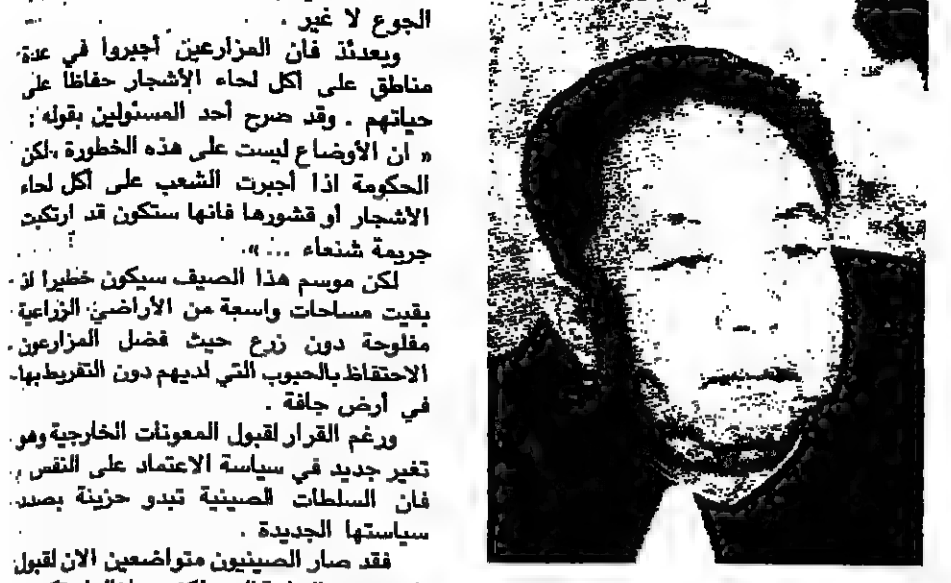 الجوع لا غير .
وبعدئذ فان المزارعين أجبروا في عدة
مناطق على أكل لحاء الأشجار حفاظا على
حياتهم . وقد صرح أحد المسئولين بقوله :
« ان الأوضاع ليست على هذه الخطورة ،لكن
الحكومة اذا أجبرت الشعب على أكل لحاء
الأشجار أو قشورها فانها ستكون قد ارتكبت
جريمة شنعاء ... ».
لكن موسم هذا الصيف سيكون خطيرا اذ
بقيت مساحات واسعة من الأراضي الزراعية
مفلوحة دون زرع حيث فضل المزارعون
الاحتفاظ بالحبوب التي لديهم دون التفريط بها
في أرض جافة .
ورغم القرار لقبول المعونات الخارجية وهو
تغير جديد في سياسة الاعتماد على النفس ،
فان السلطات الصينية تبدو حزينة بصدد
سياستها الجديدة .
فقد صار الصينيون متواضعين الان لقبول